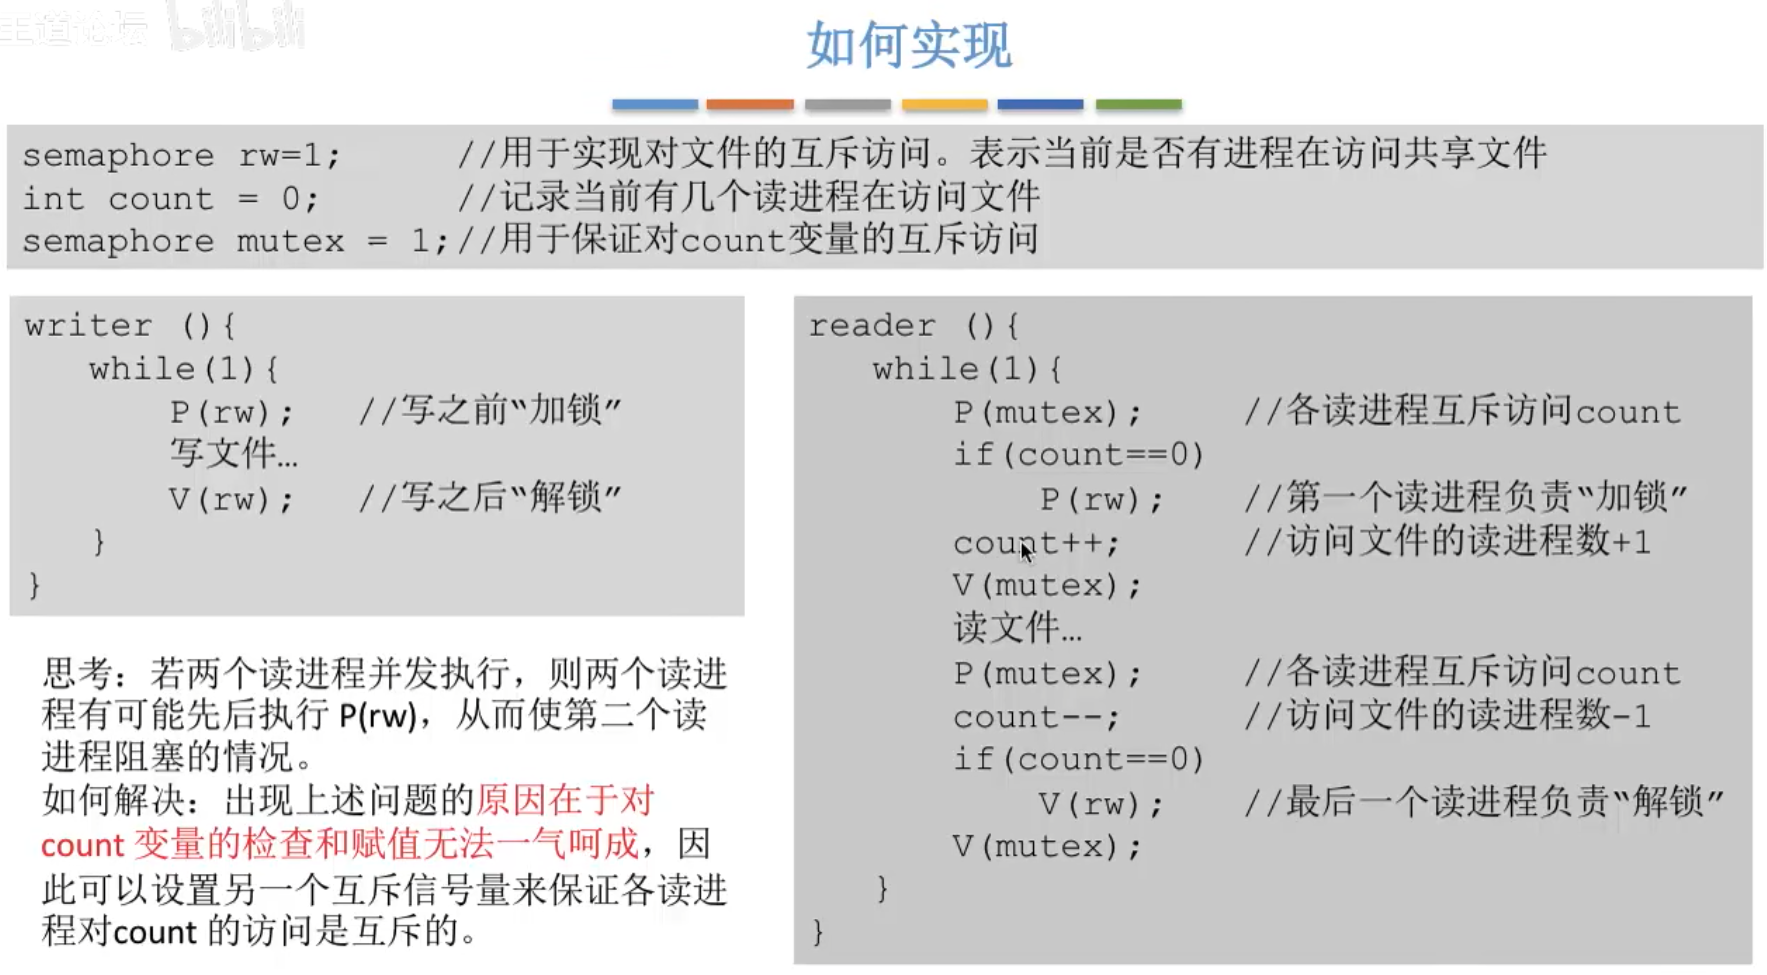 王道论坛 bilibili
如何实现
semaphore rw=1; //用于实现对文件的互斥访问。表示当前是否有进程在访问共享文件
int count = 0; //记录当前有几个读进程在访问文件
semaphore mutex = 1;//用于保证对count变量的互斥访问
writer (){
while(1){
P(rw); //写之前“加锁”
写文件…
V(rw); //写之后“解锁”
}
}
思考：若两个读进程并发执行，则两个读进
程有可能先后执行 P(rw)，从而使第二个读
进程阻塞的情况。
如何解决：出现上述问题的原因在于对
count 变量的检查和赋值无法一气呵成，因
此可以设置另一个互斥信号量来保证各读进
程对count 的访问是互斥的。
reader (){
while(1){
P(mutex); //各读进程互斥访问count
if(count==0)
P(rw); //第一个读进程负责“加锁”
count++; //访问文件的读进程数+1
V(mutex);
读文件…
P(mutex); //各读进程互斥访问count
count--; //访问文件的读进程数-1
if(count==0)
V(rw); //最后一个读进程负责“解锁”
V(mutex);
}
}